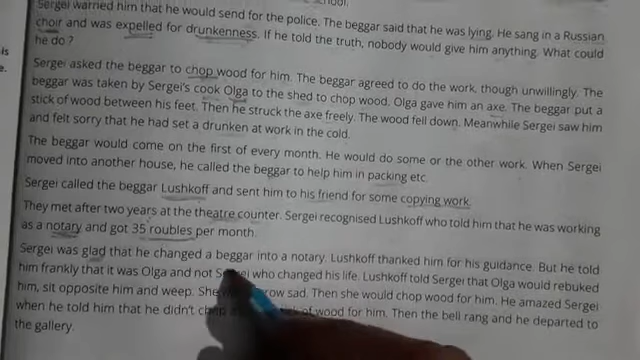 school.
Sergei warned him that he would send for the police. The beggar said that he was lying. He sang in a Russian
choir and was expelled for drunkenness. If he told the truth, nobody would give him anything. What could
he do ?
is
e.
Sergei asked the beggar to chop wood for him. The beggar agreed to do the work, though unwillingly. The
beggar was taken by Sergei's cook Olga to the shed to chop wood. Olga gave him an axe. The beggar put a
stick of wood between his feet. Then he struck the axe freely. The wood fell down. Meanwhile Sergei saw him
and felt sorry that he had set a drunken at work in the cold.
The beggar would come on the first of every month. He would do some or the other work. When Sergei
moved into another house, he called the beggar to help him in packing etc.
Sergei called the beggar Lushkoff and sent him to his friend for some copying work.
They met after two years at the theatre counter. Sergei recognised Lushkoff who told him that he was working
as a notary and got 35 roubles per month.
Sergei was glad that he changed a beggar into a notary. Lushkoff thanked him for his guidance. But he told
him frankly that it was Olga and not Sergei who changed his life. Lushkoff told Sergei that Olga would rebuked
him, sit opposite him and weep. She sad. Then she would chop wood for him. He amazed Sergei
when he told him that he didn't of wood for him. Then the bell rang and he departed to
the gallery.